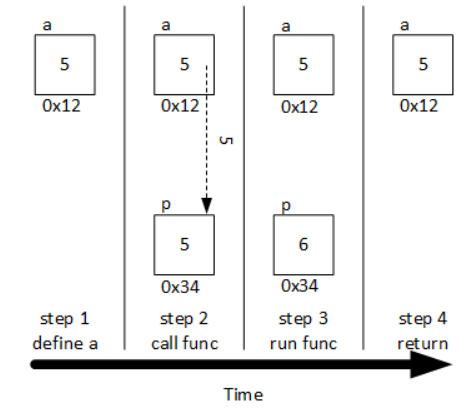 a a a a
5 5 5 5
0x12 0x12 0x12 0x12
5
p p
5 6
0x34 0x34
step 1 step 2 step 3 step 4
define a call func run func return
Time